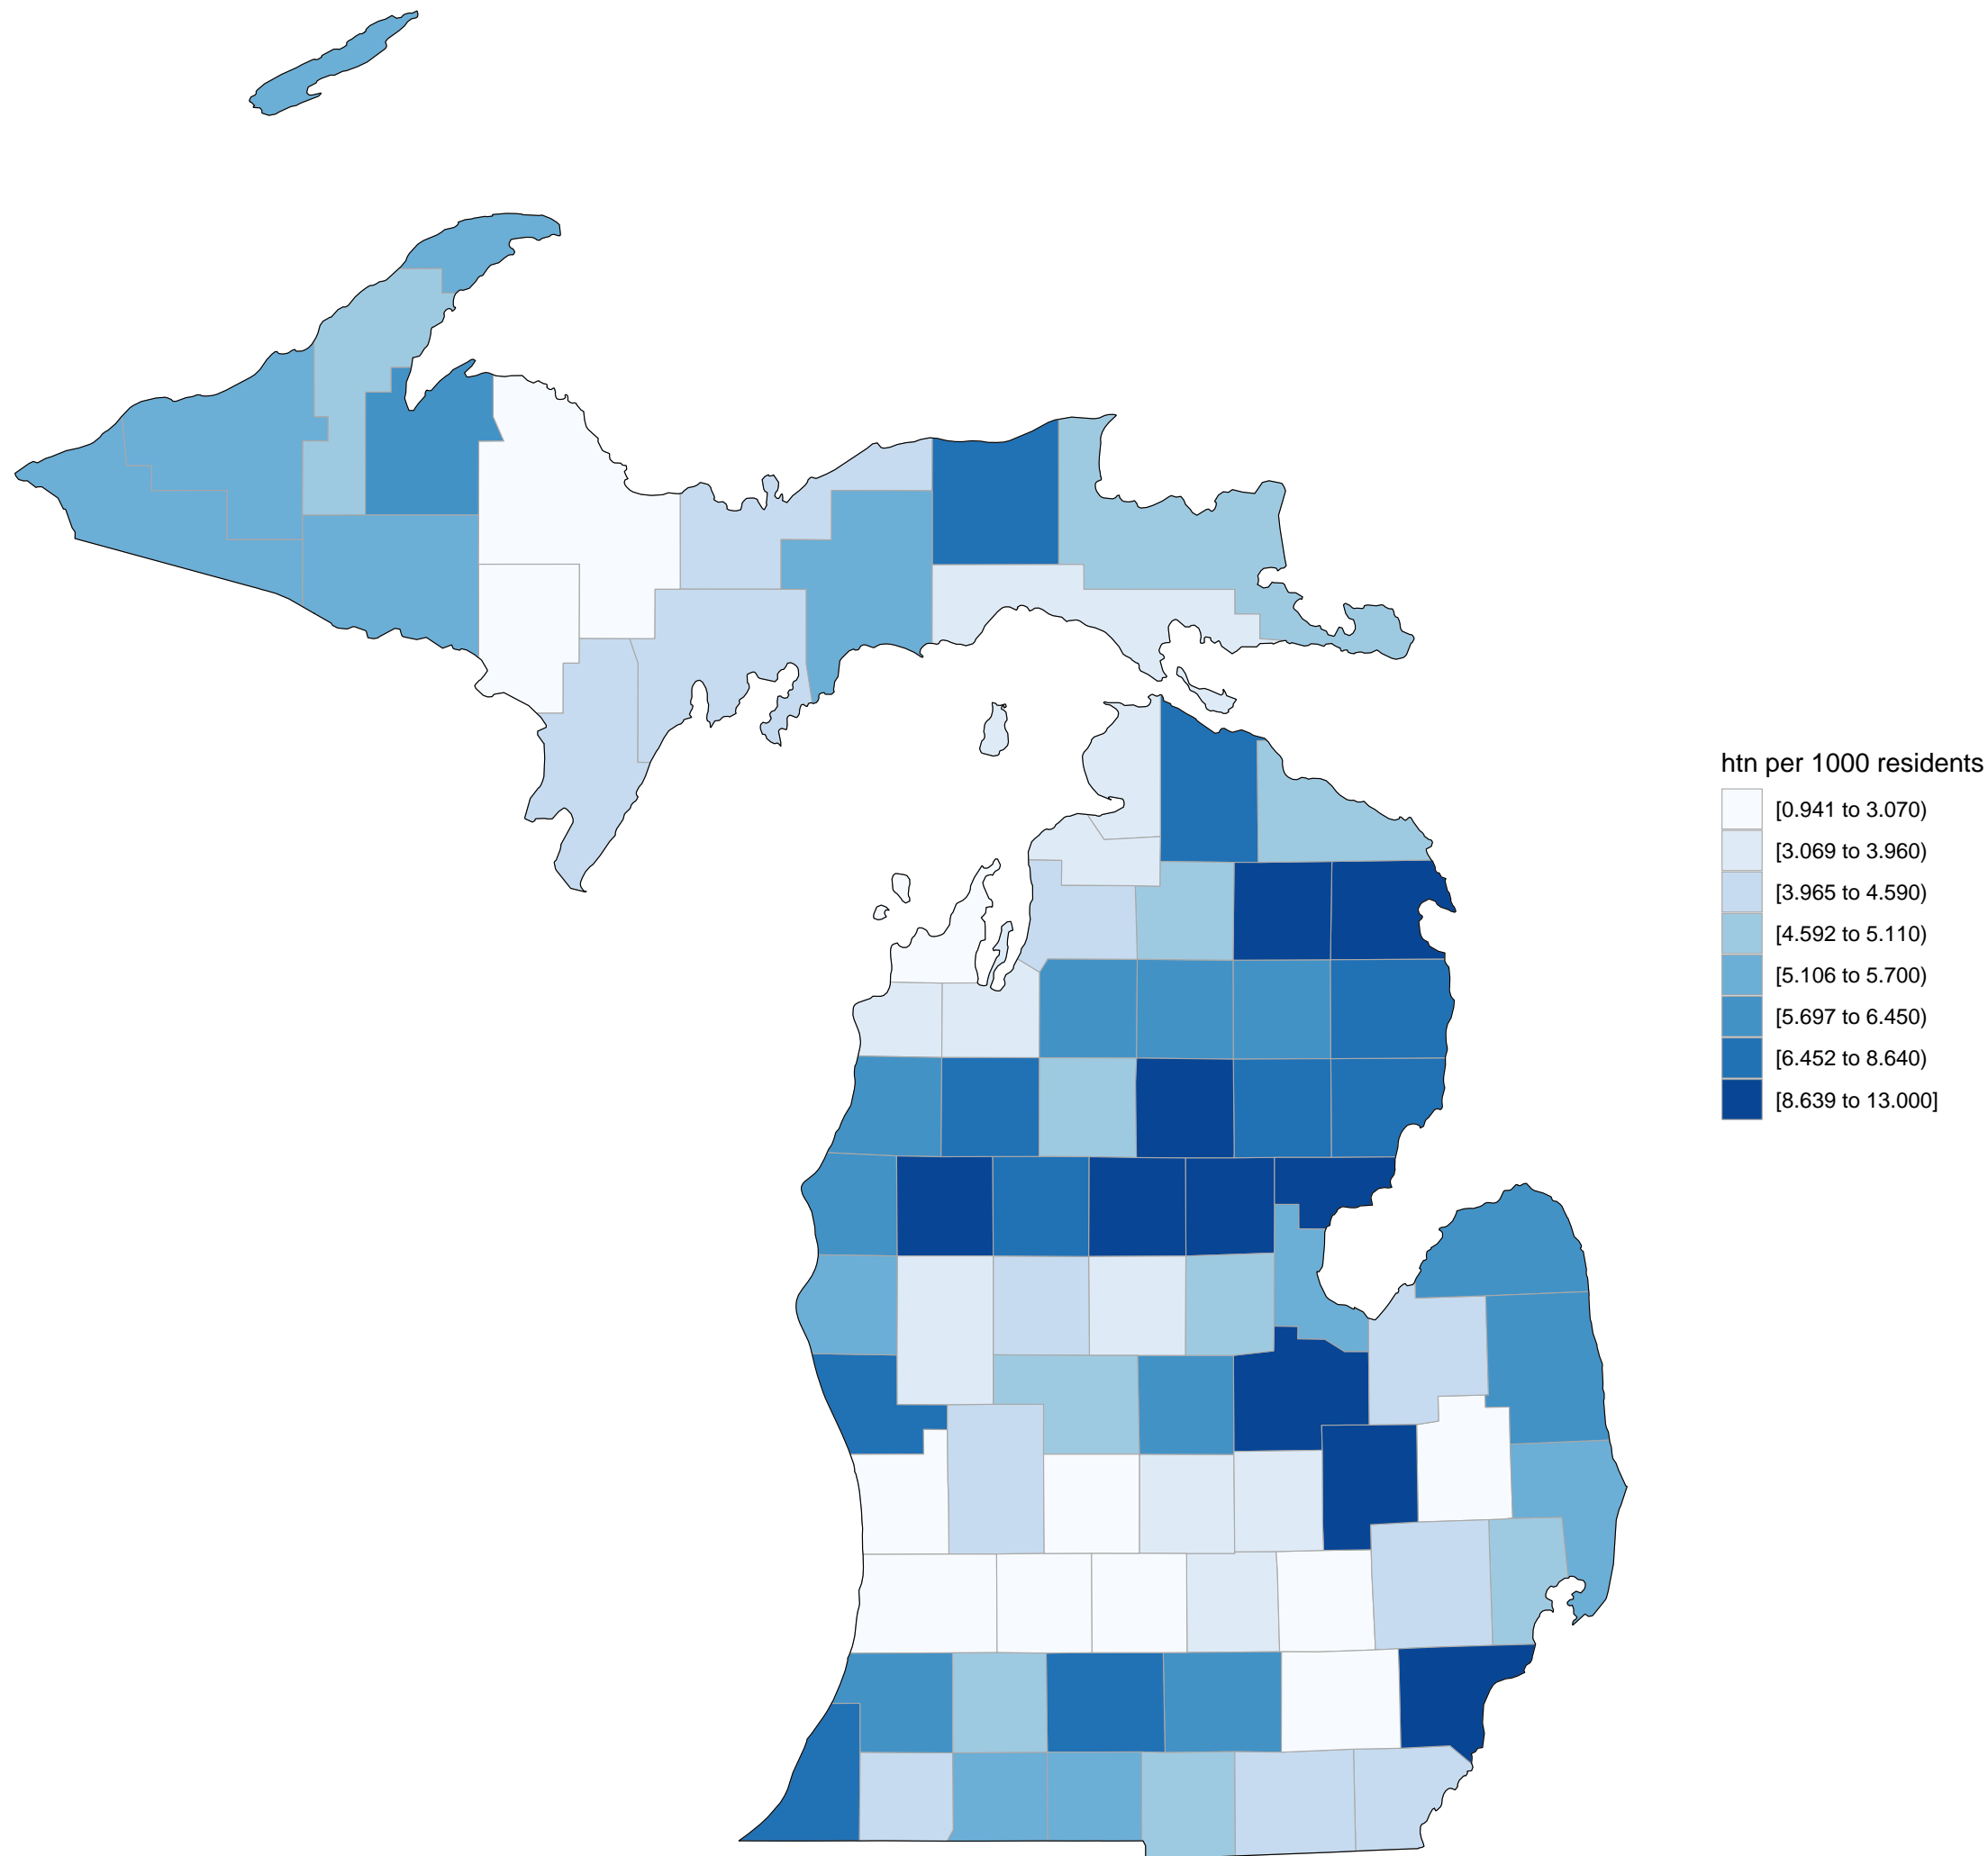 htn per 1000 residents
[0.941 to 3.070)
[3.069 to 3.960)
[3.965 to 4.590)
[4.592 to 5.110)
[5.106 to 5.700)
[5.697 to 6.450)
[6.452 to 8.640)
[8.639 to 13.000]